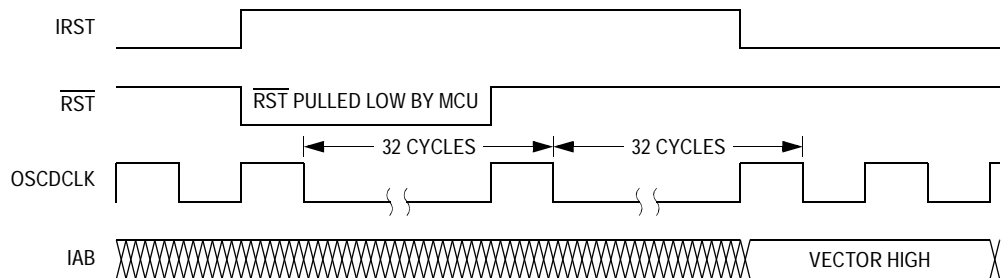 IRST
RST
RST PULLED LOW BY MCU
32 CYCLES
32 CYCLES
OSCDCLK
IAB
VECTOR HIGH